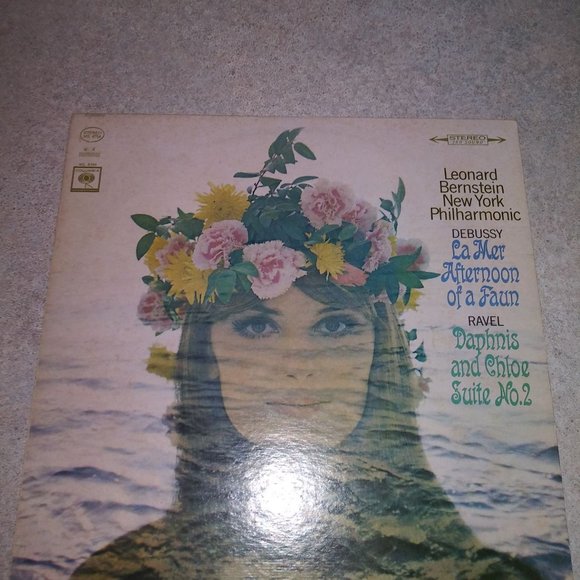 STEREO
Leonard
Bernstein
New York
Philharmonic
DEBUSSY
La Mer
Afternoon
of a Faun
RAVEL
Daphnis
and Chloe
Suite No.2
COLUMBIA